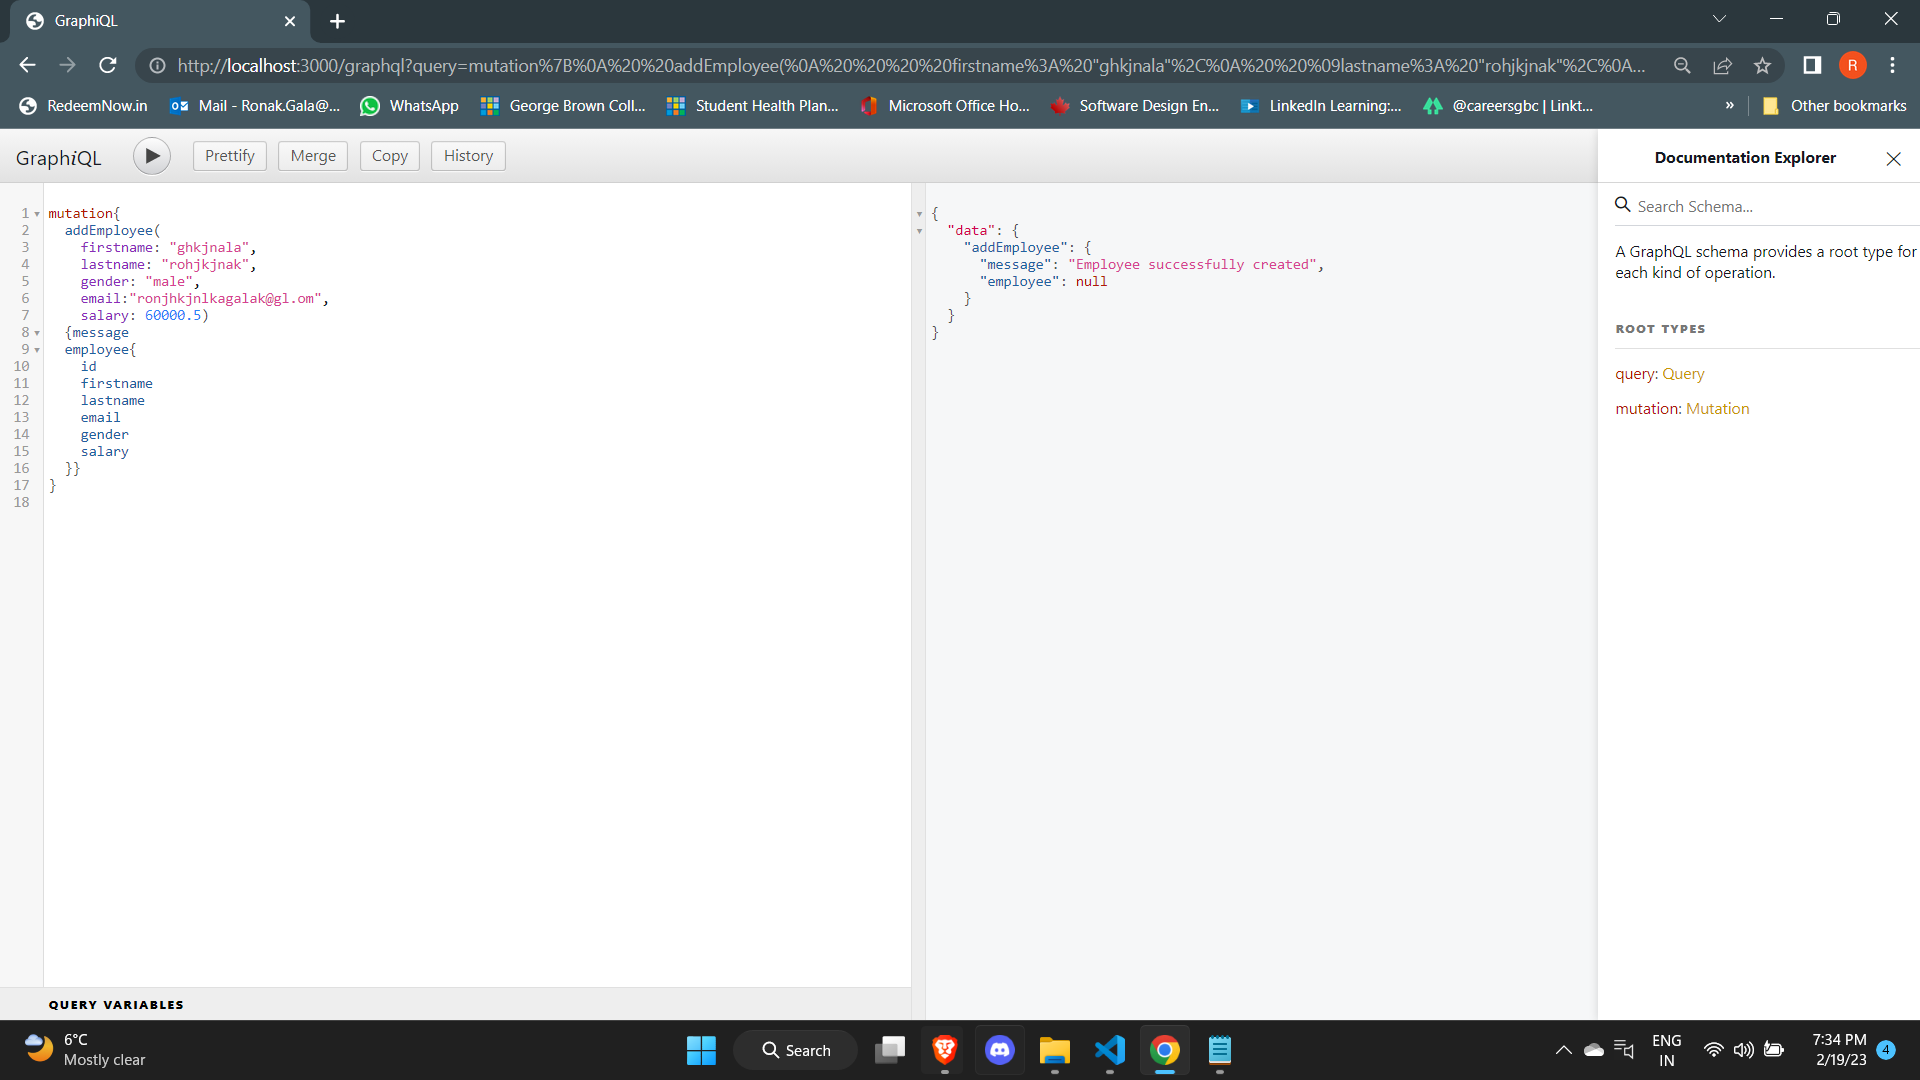 GraphiQL
http://localhost:3000/graphql?query=mutation%7B%0A%20%20addEmployee(%0A%20%20%20%20firstname%3A%20"ghkjnala"%2C%0A%20%20%09lastname%3A%20"rohjkjnak"%2C%0A...
RedeemNow.in Mail - Ronak.Gala@... WhatsApp George Brown Coll... Student Health Plan... Microsoft Office Ho... Software Design En... LinkedIn Learning:... @careersgbc | Linkt... » Other bookmarks
R
GraphiQL Prettify Merge Copy History
1 mutation{
2 addEmployee(
3 firstname: "ghkjnala",
4 lastname: "rohjkjnak",
5 gender: "male",
6 email:"ronjhkjnlkagalak@gl.om",
7 salary: 60000.5)
8 {message
9 employee{
10 id
11 firstname
12 lastname
13 email
14 gender
15 salary
16 }}
17 }
18
QUERY VARIABLES
{
"data": {
"addEmployee": {
"message": "Employee successfully created",
"employee": null
}
}
}
Documentation Explorer
Search Schema...
A GraphQL schema provides a root type for
each kind of operation.
ROOT TYPES
query: Query
mutation: Mutation
6°C
Mostly clear
Search
ENG
IN
7:34 PM
2/19/23
4